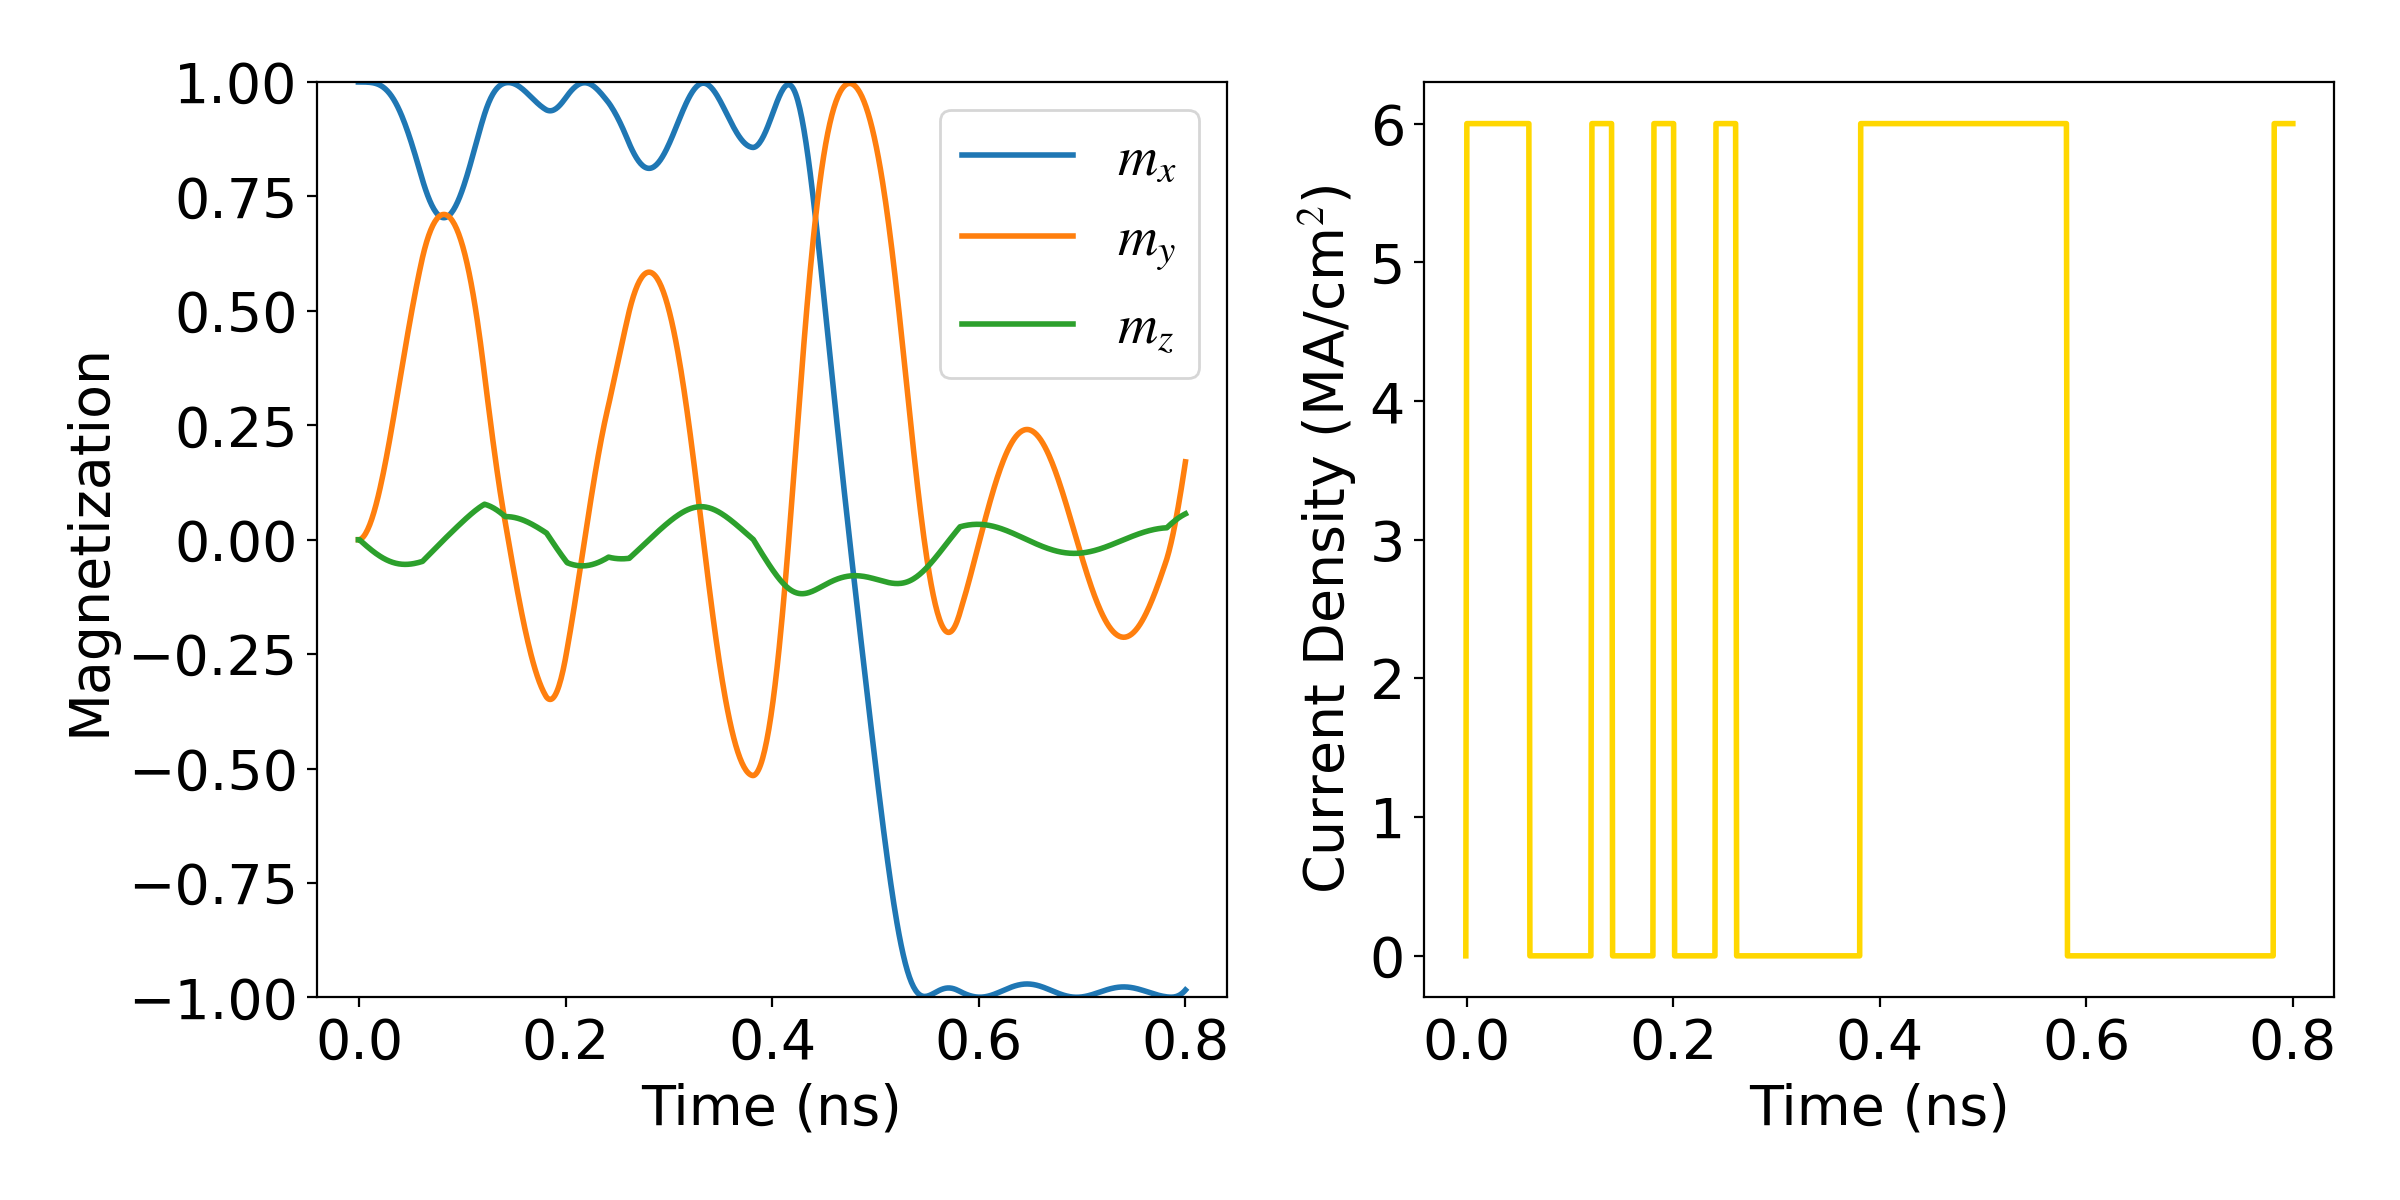 1.00
0.75
0.50
0.25
0.00
−0.25
−0.50
−0.75
−1.00
Magnetization
0.0 0.2 0.4 0.6 0.8
Time (ns)
m_x
m_y
m_z
6
5
4
3
2
1
0
Current Density (MA/cm²)
0.0 0.2 0.4 0.6 0.8
Time (ns)